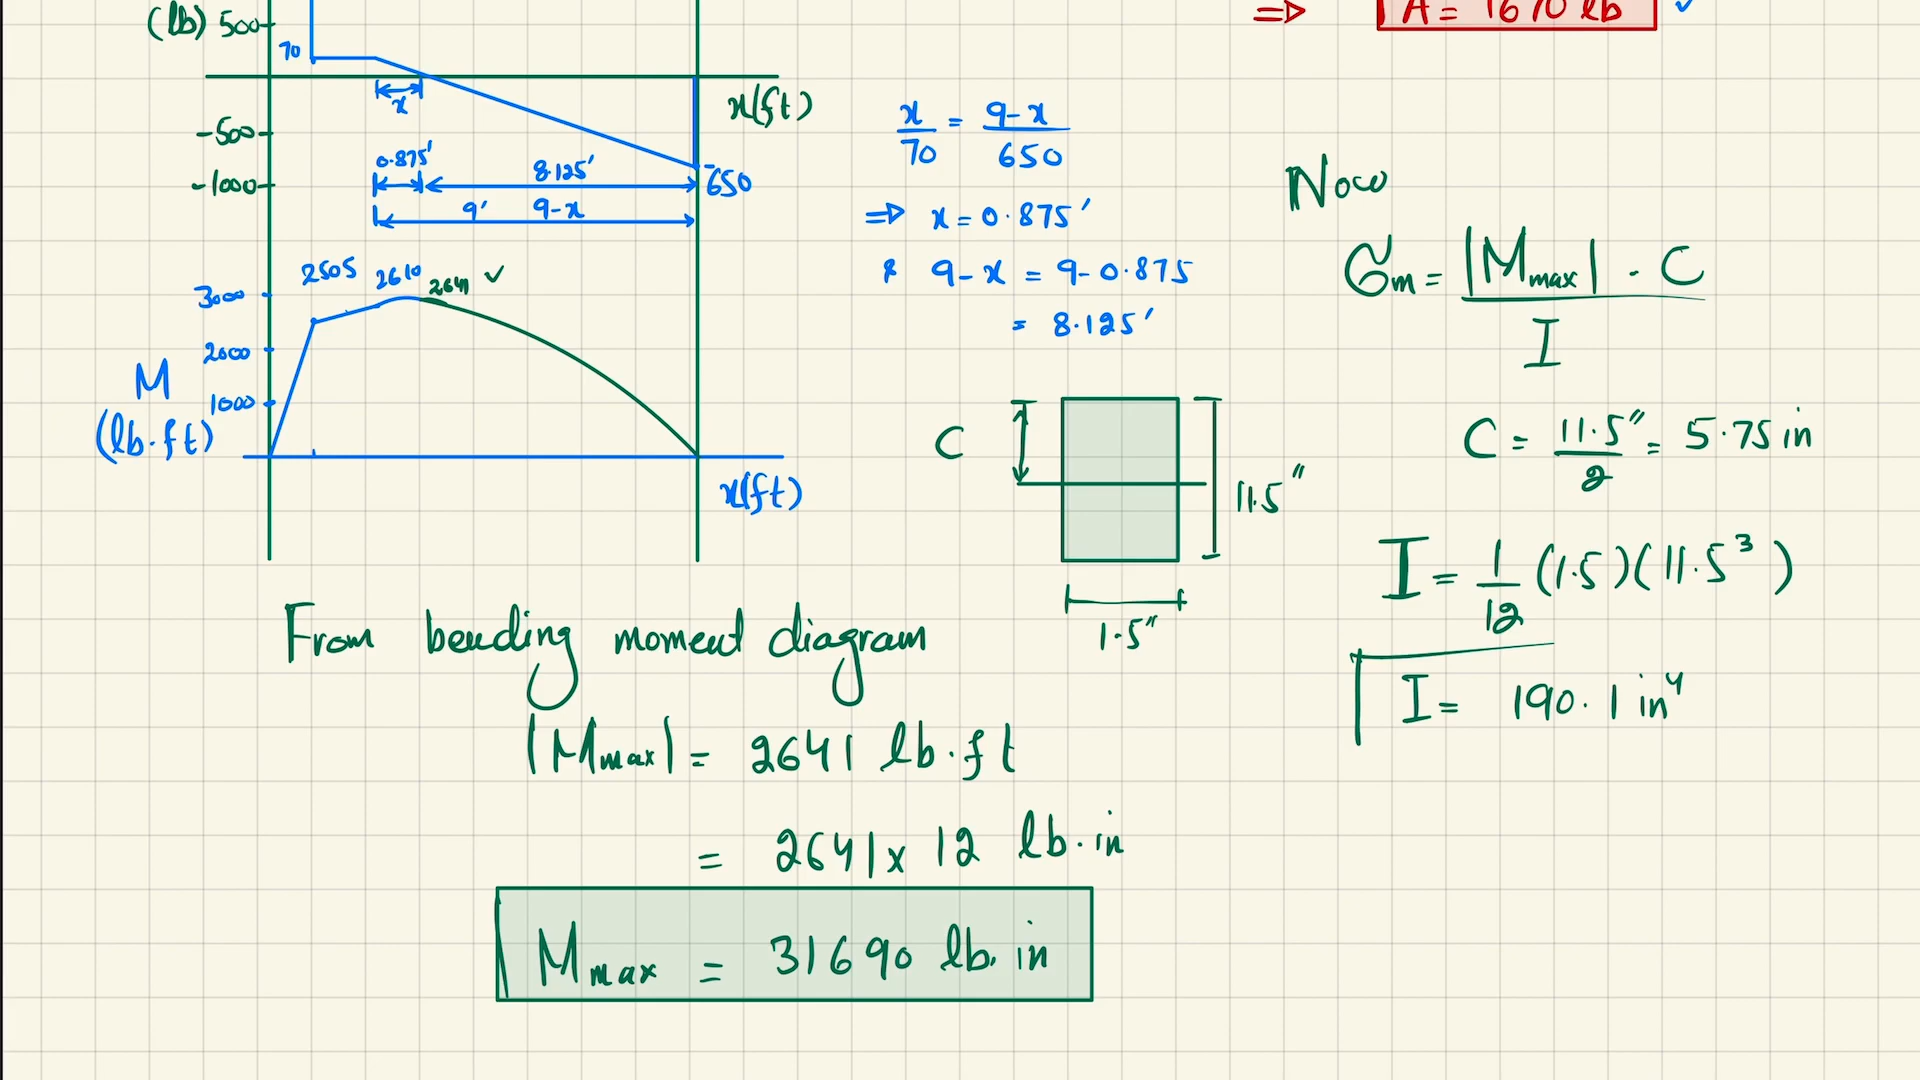 (lb) 500
70
x
x(ft)
-500
0.875'
8.125'
-1000
-650
9' 9-x
2505 2610 2641 ✓
3000
2000
M
1000
(lb.ft)
x(ft)
x/70 = 9-x/650
⇒ x = 0.875'
& 9-x = 9-0.875
= 8.125'
C
11.5"
1.5"
From bending moment diagram
|Mmax| = 2641 lb.ft
= 2641 x 12 lb.in
Mmax = 31690 lb.in
⇒ A = 1670 lb ✓
Now
σm = |Mmax| . C / I
C = 11.5"/2 = 5.75 in
I = 1/12 (1.5)(11.5³)
I = 190.1 in⁴